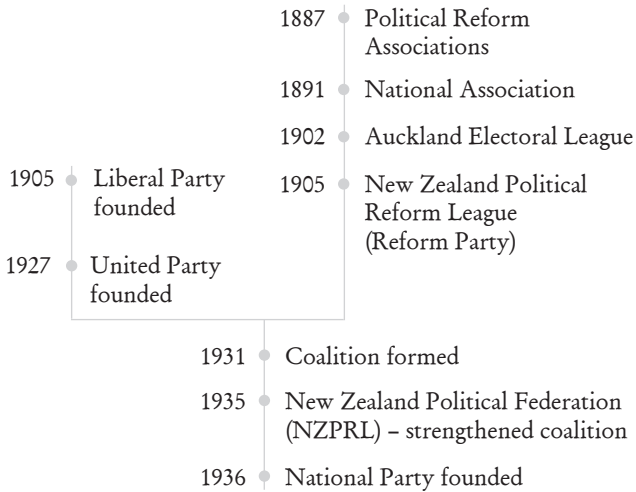 1887 Political Reform
Associations
1891 National Association
1902 Auckland Electoral League
1905 Liberal Party
founded
1905 New Zealand Political
Reform League
(Reform Party)
1927 United Party
founded
1931 Coalition formed
1935 New Zealand Political Federation
(NZPRL) – strengthened coalition
1936 National Party founded